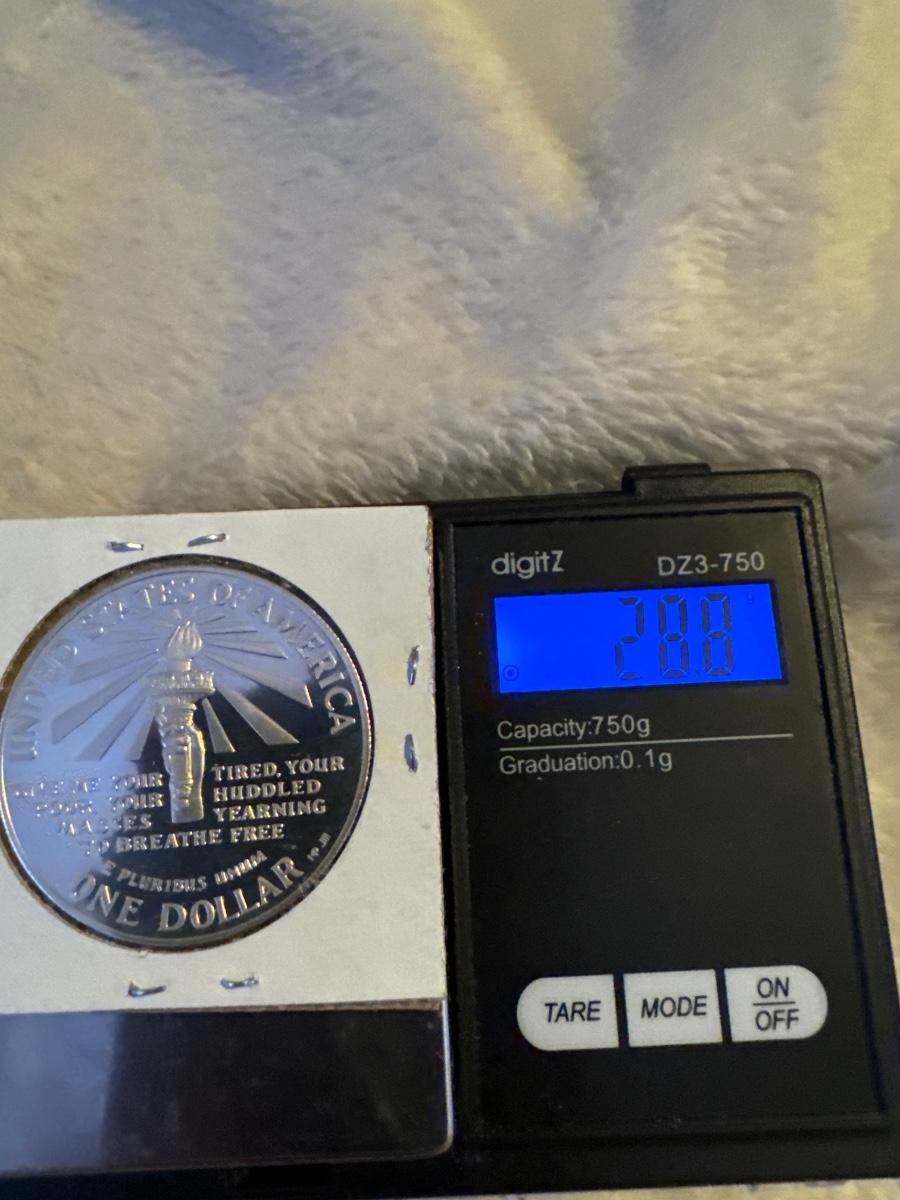 UNITED STATES OF AMERICA
GIVE ME YOUR TIRED, YOUR
POOR, YOUR HUDDLED
MASSES YEARNING
TO BREATHE FREE
E PLURIBUS UNUM
ONE DOLLAR
digitZ DZ3-750
28.8 g
Capacity:750g
Graduation:0.1g
TARE
MODE
ON
OFF